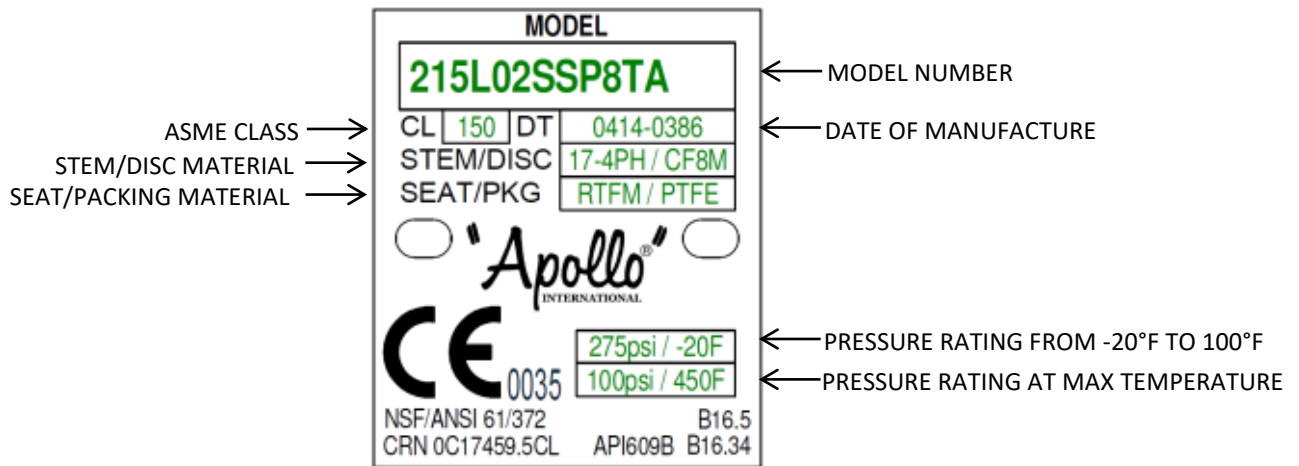 MODEL
215L02SSP8TA
MODEL NUMBER
ASME CLASS
CL 150 DT 0414-0386
DATE OF MANUFACTURE
STEM/DISC MATERIAL
STEM/DISC 17-4PH / CF8M
SEAT/PACKING MATERIAL
SEAT/PKG RTFM / PTFE
"Apollo"®
INTERNATIONAL
CE 0035
275psi / -20F
PRESSURE RATING FROM -20°F TO 100°F
100psi / 450F
PRESSURE RATING AT MAX TEMPERATURE
NSF/ANSI 61/372 B16.5
CRN 0C17459.5CL API609B B16.34